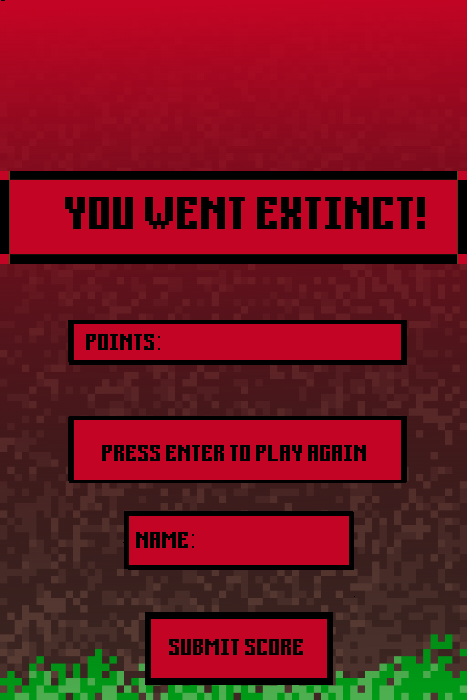 YOU WENT EXTINCT!
POINTS:
PRESS ENTER TO PLAY AGAIN
NAME:
SUBMIT SCORE